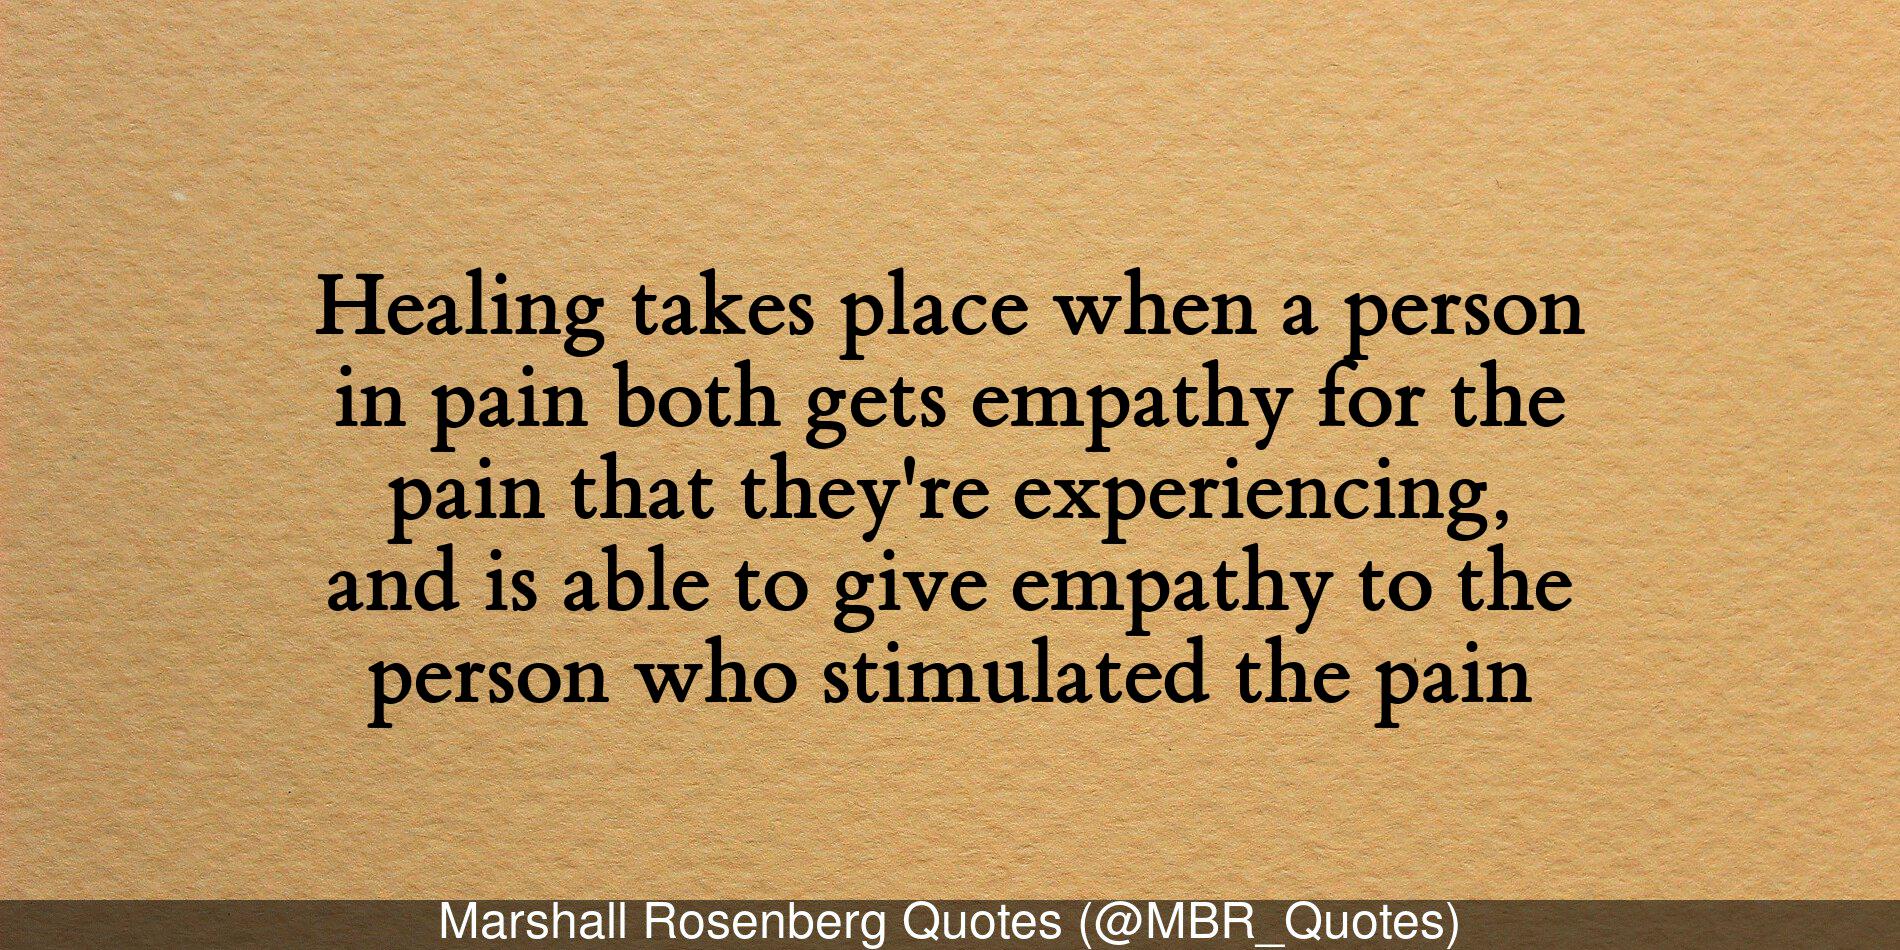 Healing takes place when a person
in pain both gets empathy for the
pain that they're experiencing,
and is able to give empathy to the
person who stimulated the pain
Marshall Rosenberg Quotes (@MBR_Quotes)